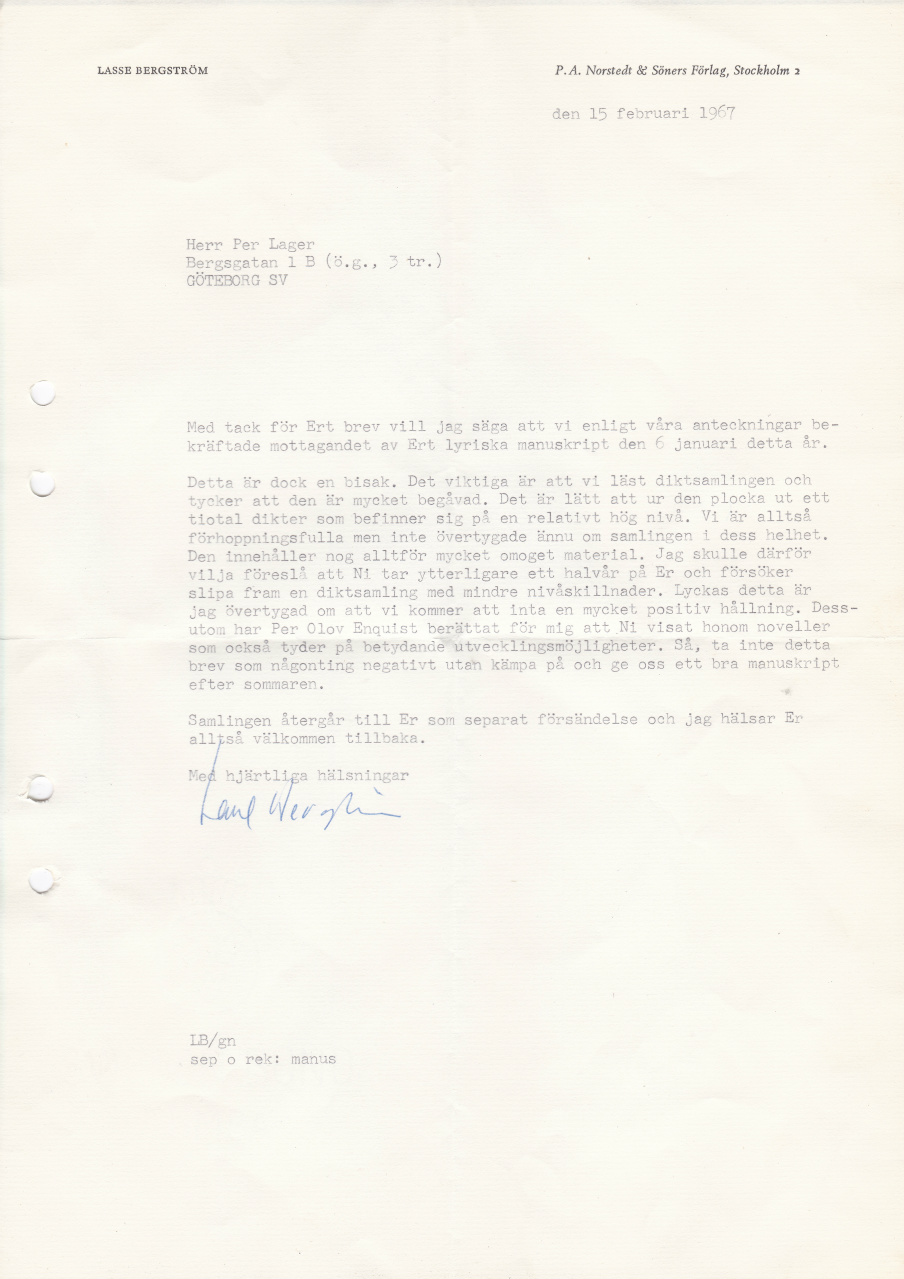 LASSE BERGSTRÖM
P.A. Norstedt & Söners Förlag, Stockholm 2
den 15 februari 1967
Herr Per Lager
Bergsgatan 1 B (ö.g., 3 tr.)
GÖTEBORG SV
Med tack för Ert brev vill jag säga att vi enligt våra anteckningar be-
kräftade mottagandet av Ert lyriska manuskript den 6 januari detta år.
Detta är dock en bisak. Det viktiga är att vi läst diktsamlingen och
tycker att den är mycket begåvad. Det är lätt att ur den plocka ut ett
tiotal dikter som befinner sig på en relativt hög nivå. Vi är alltså
förhoppningsfulla men inte övertygade ännu om samlingen i dess helhet.
Den innehåller nog alltför mycket omoget material. Jag skulle därför
vilja föreslå att Ni tar ytterligare ett halvår på Er och försöker
slipa fram en diktsamling med mindre nivåskillnader. Lyckas detta är
jag övertygad om att vi kommer att inta en mycket positiv hållning. Dess-
utom har Per Olov Enquist berättat för mig att Ni visat honom noveller
som också tyder på betydande utvecklingsmöjligheter. Så, ta inte detta
brev som någonting negativt utan kämpa på och ge oss ett bra manuskript
efter sommaren.
Samlingen återgår till Er som separat försändelse och jag hälsar Er
alltså välkommen tillbaka.
Med hjärtliga hälsningar
LB/gn
sep o rek: manus